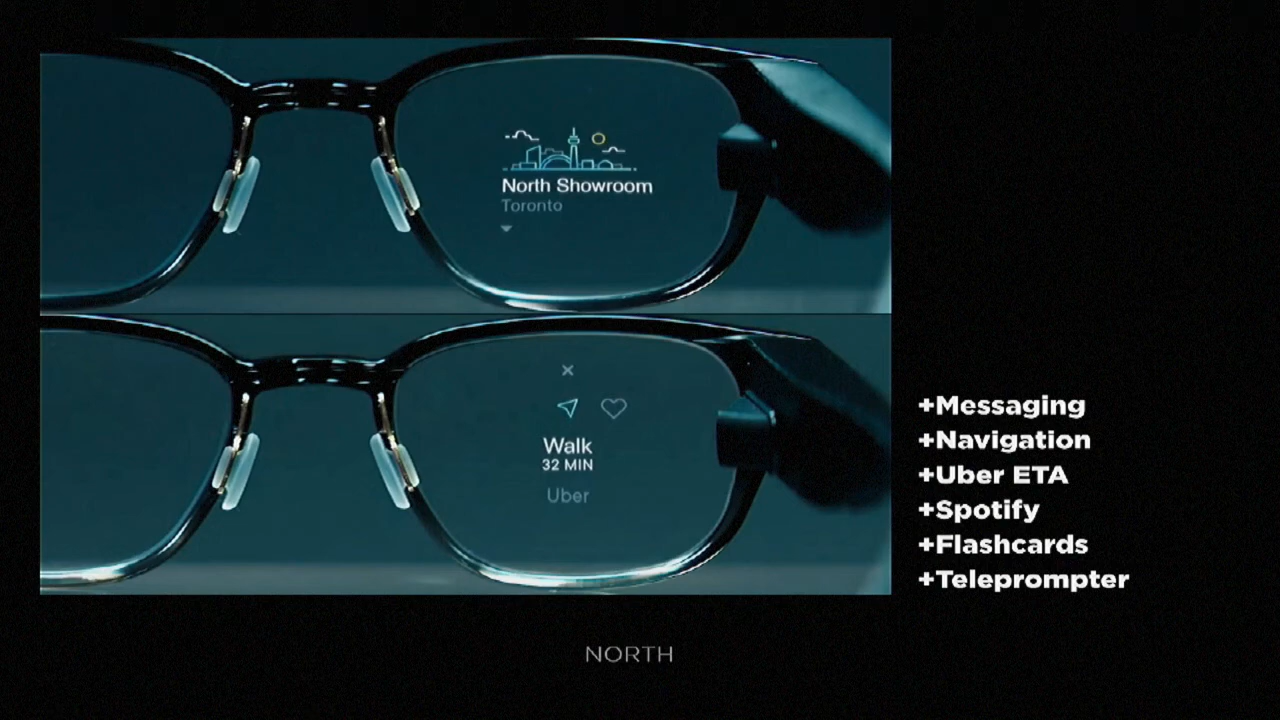 North Showroom
Toronto
Walk
32 MIN
Uber
+Messaging
+Navigation
+Uber ETA
+Spotify
+Flashcards
+Teleprompter
NORTH